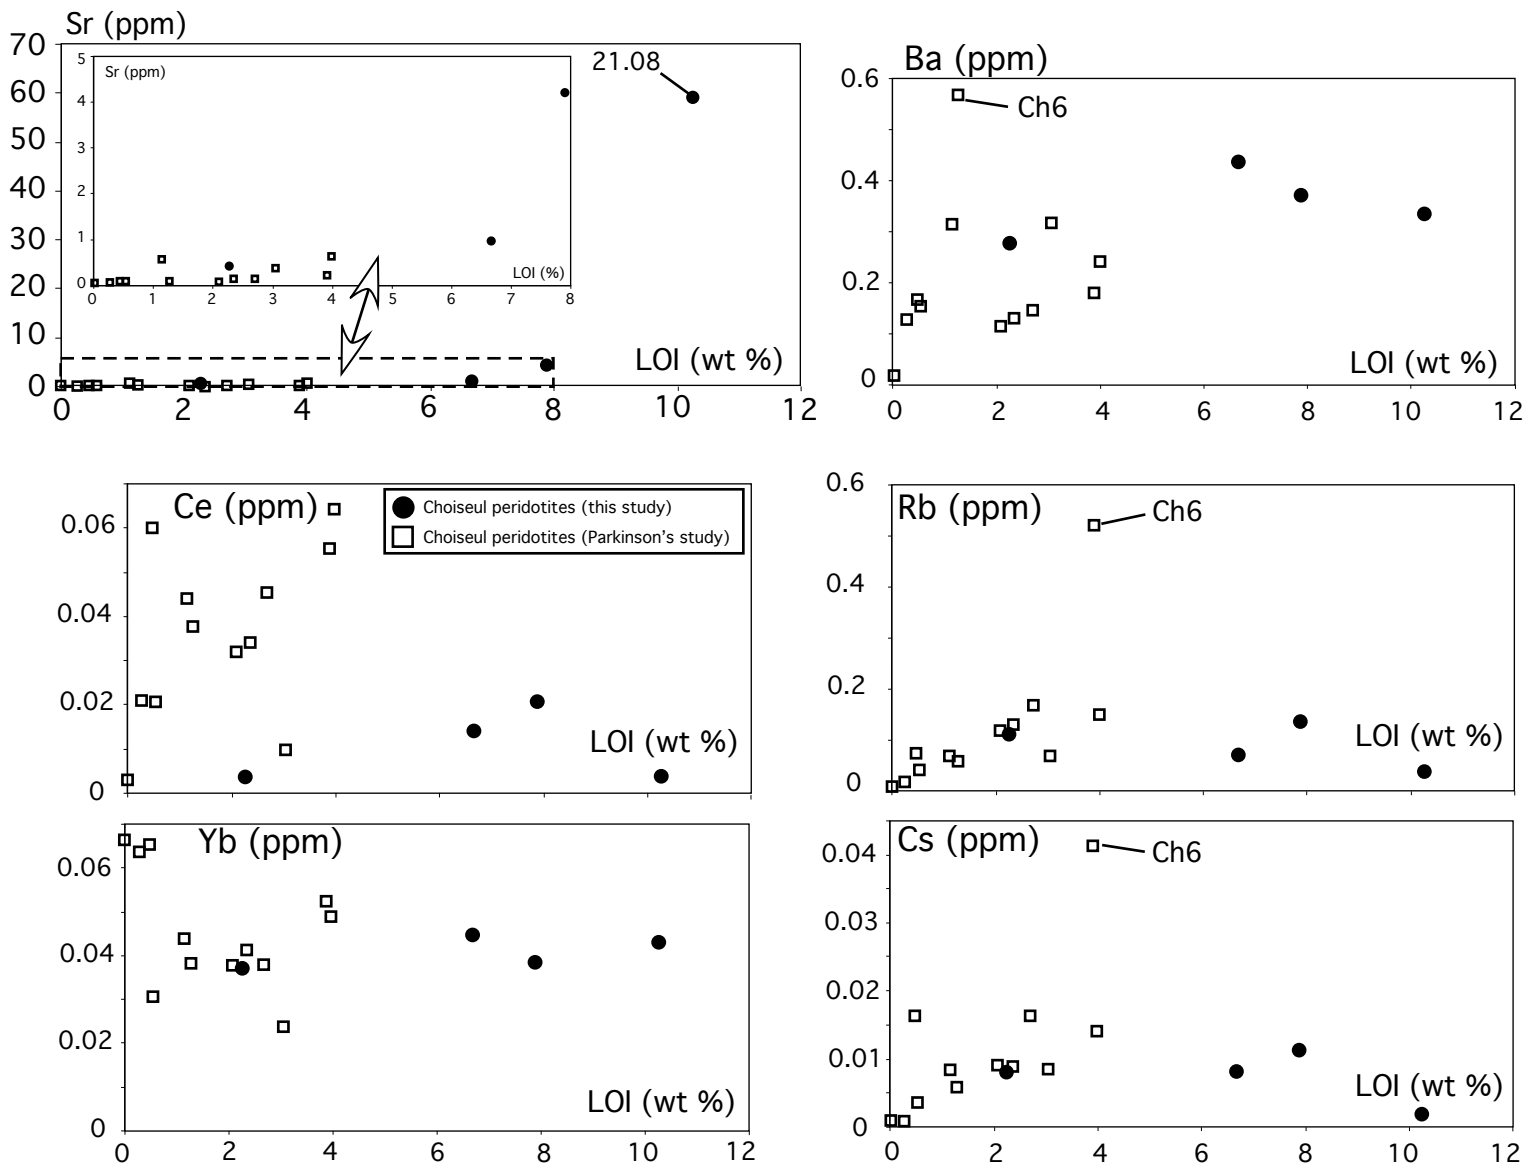 Sr (ppm)
70
60
50
40
30
20
10
0
0 2 4 6 8 10 12
LOI (wt %)
21.08
Sr (ppm)
5
4
3
2
1
0
0 1 2 3 4 5 6 7 8
LOI (%)
Ba (ppm)
0.6
0.4
0.2
0
0 2 4 6 8 10 12
LOI (wt %)
Ch6
Ce (ppm)
0.06
0.04
0.02
0
LOI (wt %)
Choiseul peridotites (this study)
Choiseul peridotites (Parkinson's study)
Rb (ppm)
0.6
0.4
0.2
0
LOI (wt %)
Ch6
Yb (ppm)
0.06
0.04
0.02
0
0 2 4 6 8 10 12
LOI (wt %)
Cs (ppm)
0.04
0.03
0.02
0.01
0
0 2 4 6 8 10 12
LOI (wt %)
Ch6